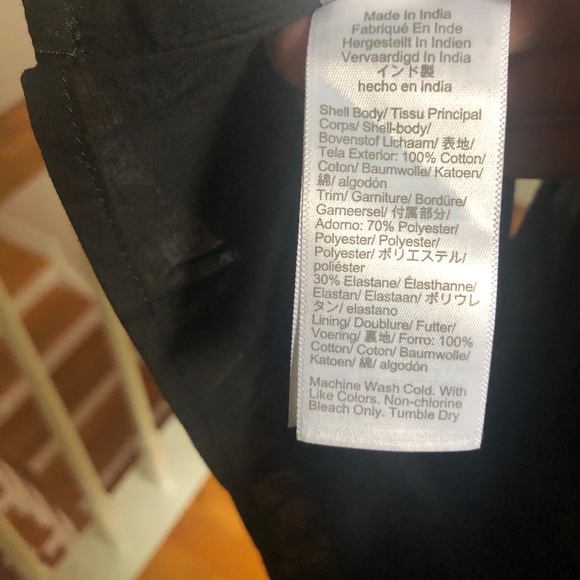 Made In India
Fabriqué En Inde
Hergestellt In Indien
Vervaardigd In India
インド製
hecho en India
Shell Body/ Tissu Principal
Corps/ Shell-body/
Bovenstof Lichaam/ 表地/
Tela Exterior: 100% Cotton/
Coton/ Baumwolle/ Katoen/
綿/ algodón
Trim/ Garniture/ Bordüre/
Garneersel/ 付属部分/
Adorno: 70% Polyester/
Polyester/ Polyester/
Polyester/ ポリエステル/
poliéster
30% Elastane/ Élasthanne/
Elastan/ Elastaan/ ポリウレ
タン/ elastano
Lining/ Doublure/ Futter/
Voering/ 裏地/ Forro: 100%
Cotton/ Coton/ Baumwolle/
Katoen/ 綿/ algodón
Machine Wash Cold. With
Like Colors. Non-chlorine
Bleach Only. Tumble Dry